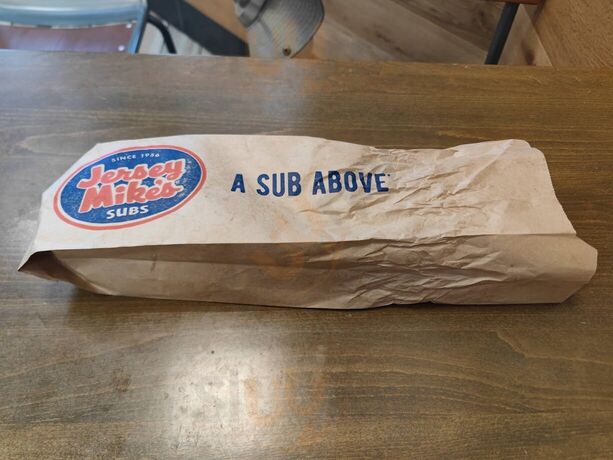 SINCE 1956
Jersey
Mike's
SUBS
A SUB ABOVE